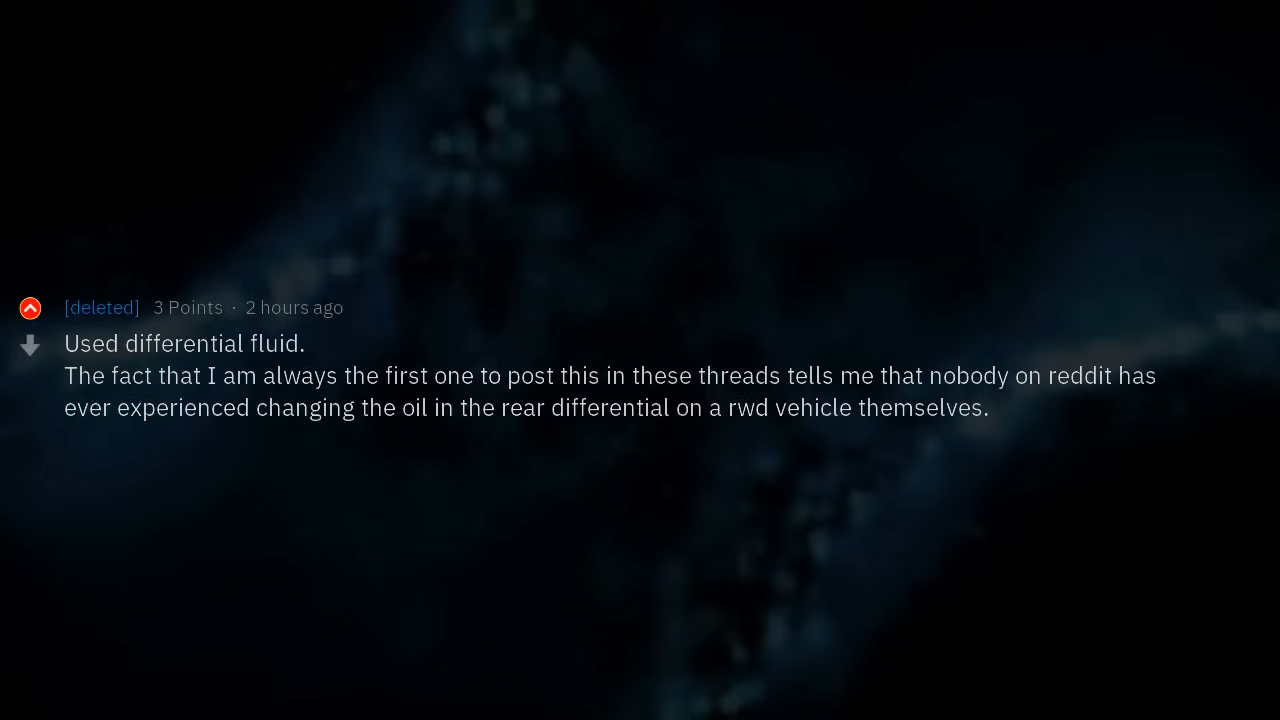 [deleted] 3 Points · 2 hours ago
Used differential fluid.
The fact that I am always the first one to post this in these threads tells me that nobody on reddit has
ever experienced changing the oil in the rear differential on a rwd vehicle themselves.